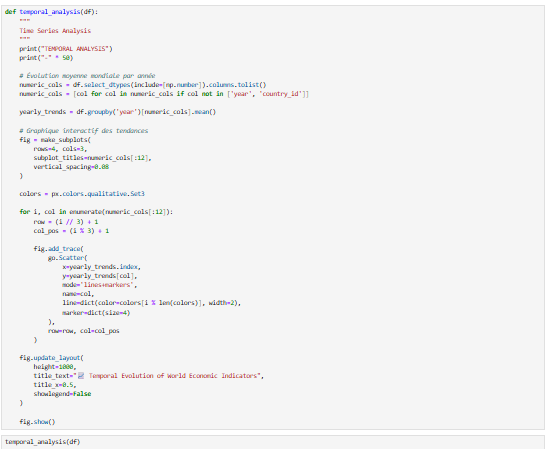 def temporal_analysis(df):
"""
Time Series Analysis
"""
print("TEMPORAL ANALYSIS")
print("-" * 50)
# Évolution moyenne mondiale par année
numeric_cols = df.select_dtypes(include=[np.number]).columns.tolist()
numeric_cols = [col for col in numeric_cols if col not in ['year', 'country_id']]
yearly_trends = df.groupby('year')[numeric_cols].mean()
# Graphique interactif des tendances
fig = make_subplots(
rows=4, cols=3,
subplot_titles=numeric_cols[:12],
vertical_spacing=0.08
)
colors = px.colors.qualitative.Set3
for i, col in enumerate(numeric_cols[:12]):
row = (i // 3) + 1
col_pos = (i % 3) + 1
fig.add_trace(
go.Scatter(
x=yearly_trends.index,
y=yearly_trends[col],
mode='lines+markers',
name=col,
line=dict(color=colors[i % len(colors)], width=2),
marker=dict(size=4)
),
row=row, col=col_pos
)
fig.update_layout(
height=1000,
title_text="📈 Temporal Evolution of World Economic Indicators",
title_x=0.5,
showlegend=False
)
fig.show()
temporal_analysis(df)